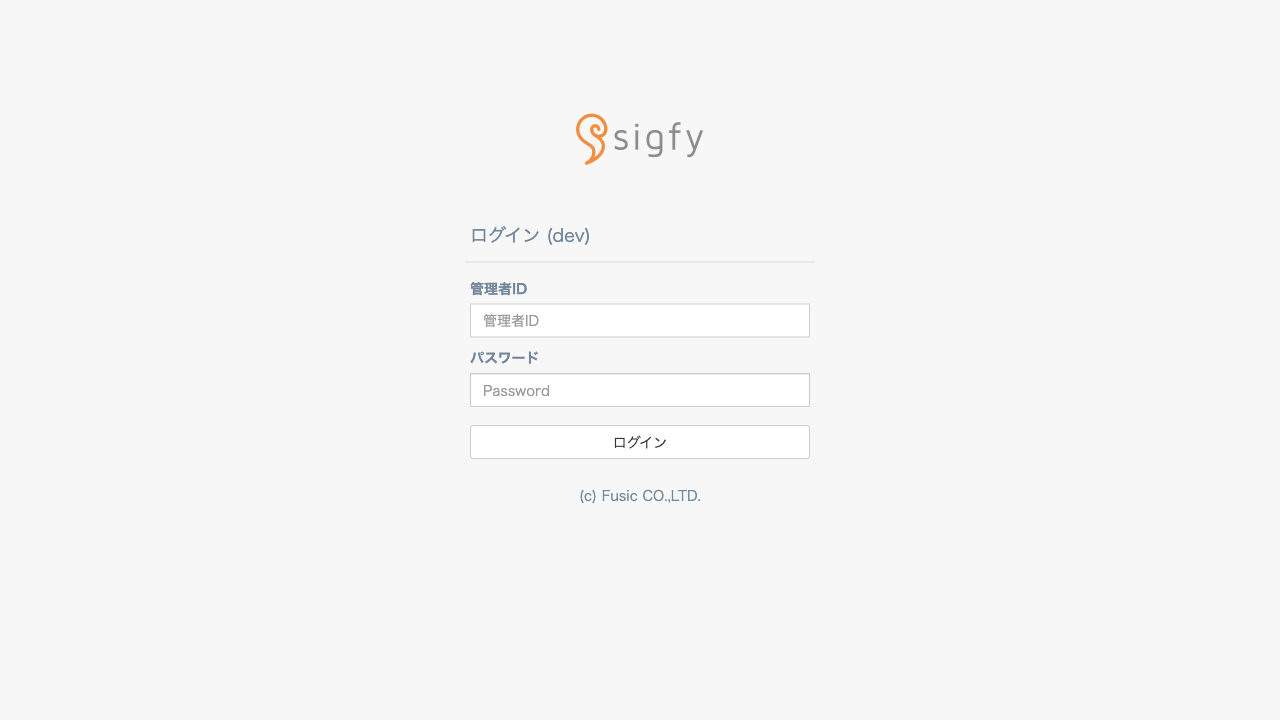 sigfy
ログイン (dev)
管理者ID
管理者ID
パスワード
Password
ログイン
(c) Fusic CO.,LTD.